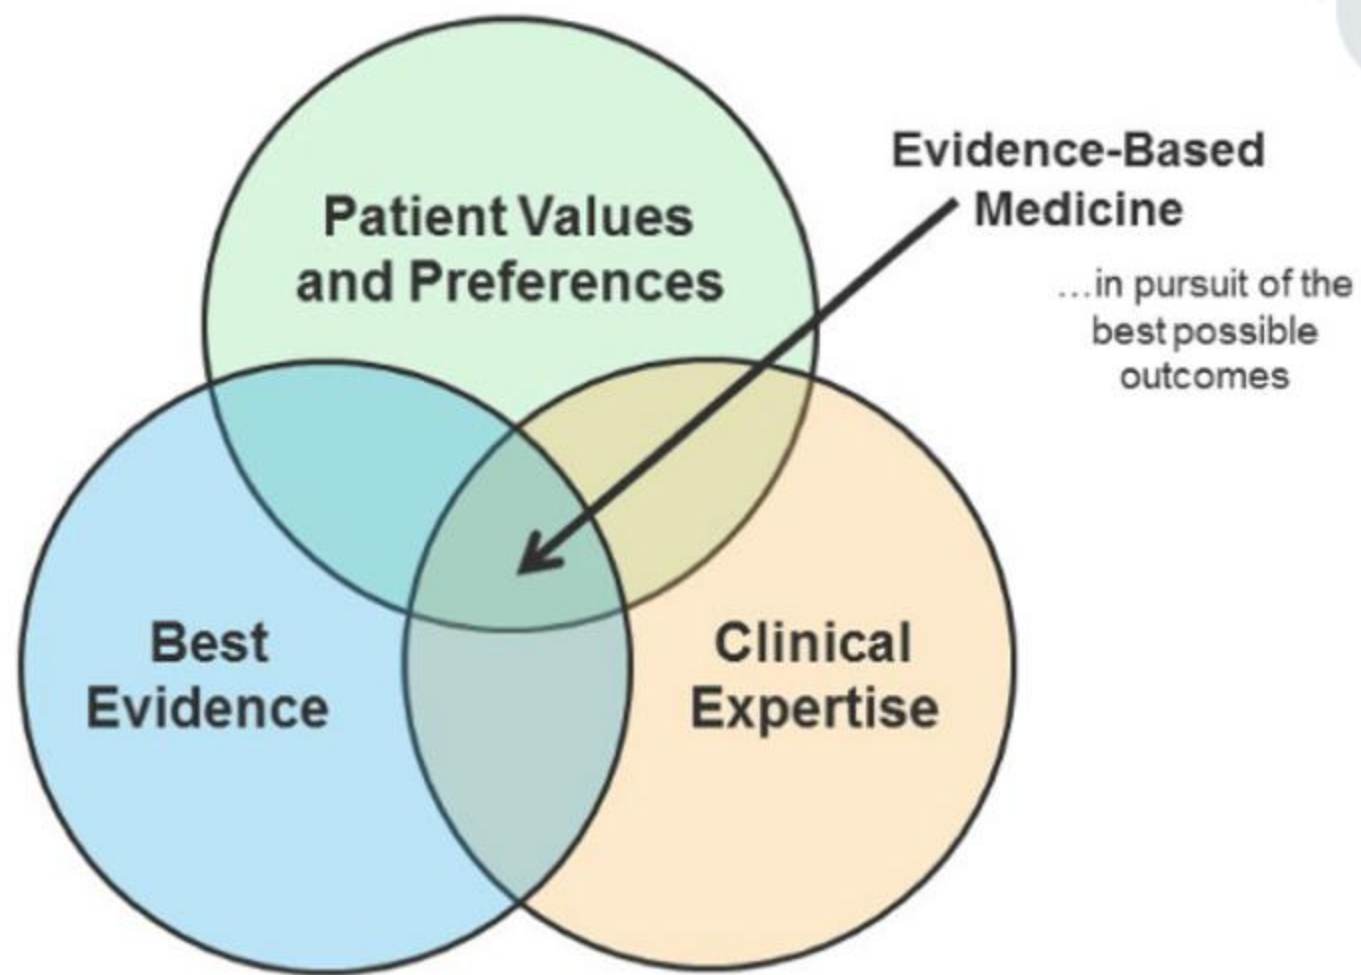 Patient Values
and Preferences
Evidence-Based
Medicine
...in pursuit of the
best possible
outcomes
Best
Evidence
Clinical
Expertise